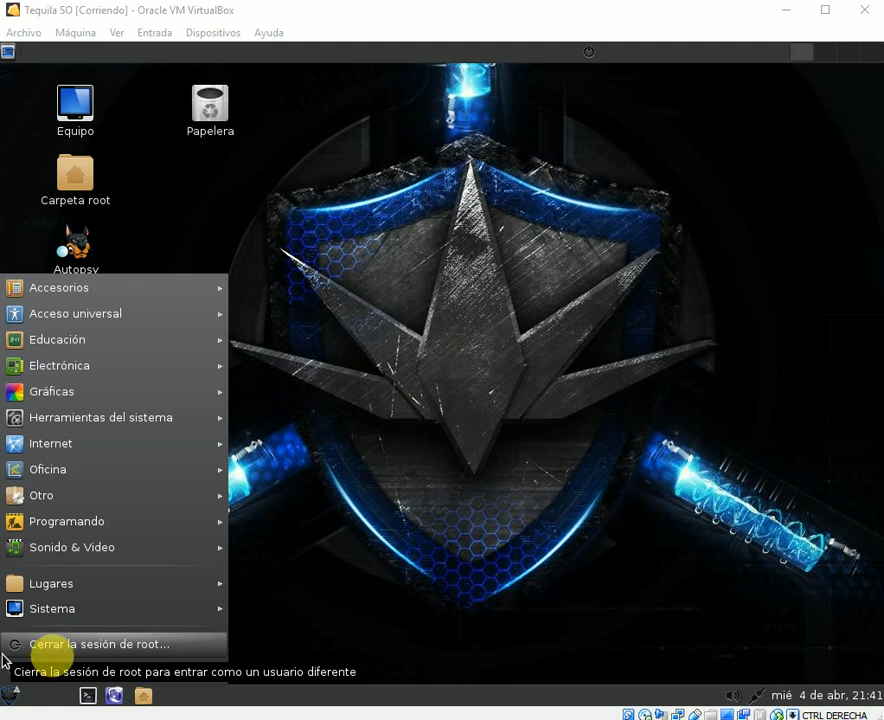 Tequila SO [Corriendo] - Oracle VM VirtualBox
Archivo Máquina Ver Entrada Dispositivos Ayuda
Equipo
Papelera
Carpeta root
Autopsy
Accesorios
Acceso universal
Educación
Electrónica
Gráficas
Herramientas del sistema
Internet
Oficina
Otro
Programando
Sonido & Video
Lugares
Sistema
Cerrar la sesión de root...
Cierra la sesión de root para entrar como un usuario diferente
mié 4 de abr, 21:41
CTRL DERECHA